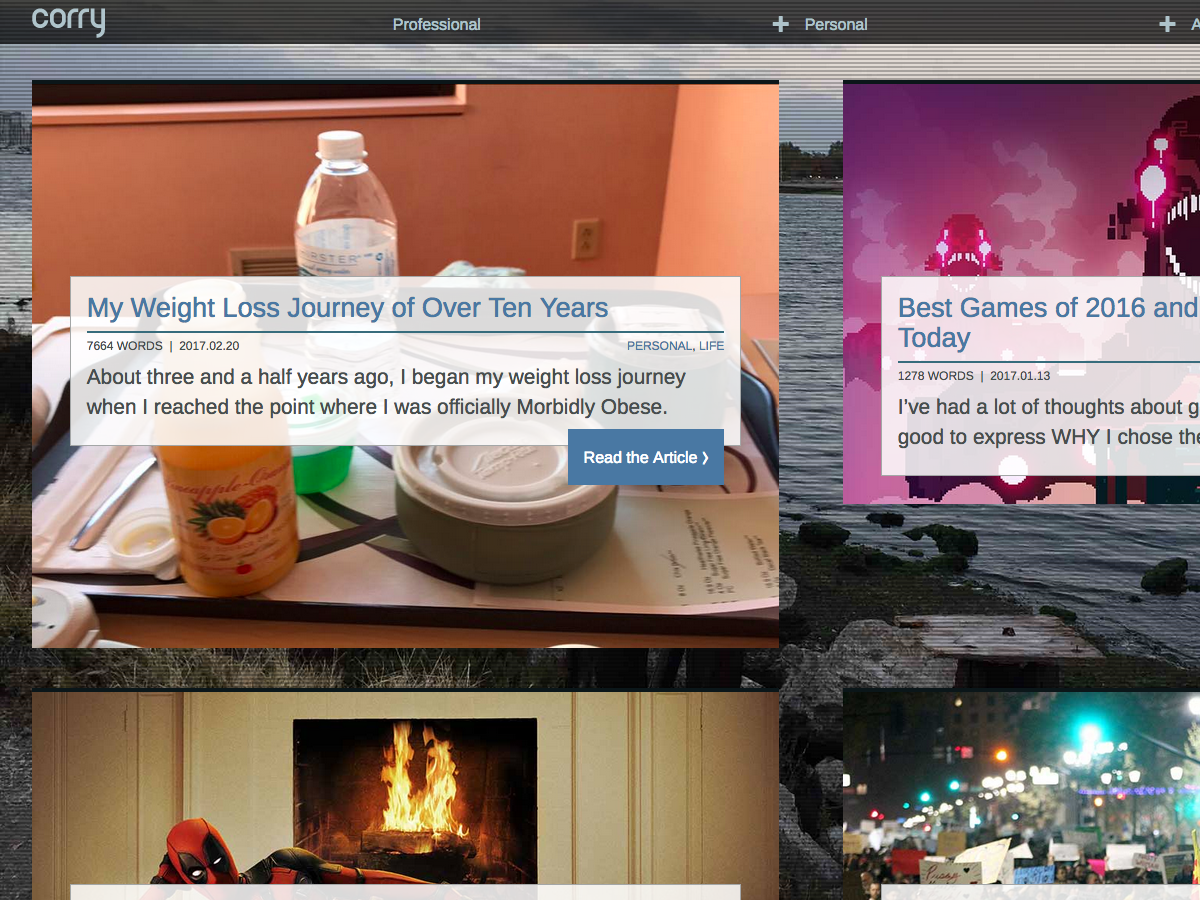 corry
Professional
Personal
My Weight Loss Journey of Over Ten Years
7664 WORDS | 2017.02.20
PERSONAL, LIFE
About three and a half years ago, I began my weight loss journey
when I reached the point where I was officially Morbidly Obese.
Read the Article ⟩
Pineapple-Orange
Best Games of 2016 and
Today
1278 WORDS | 2017.01.13
I've had a lot of thoughts about g
good to express WHY I chose the